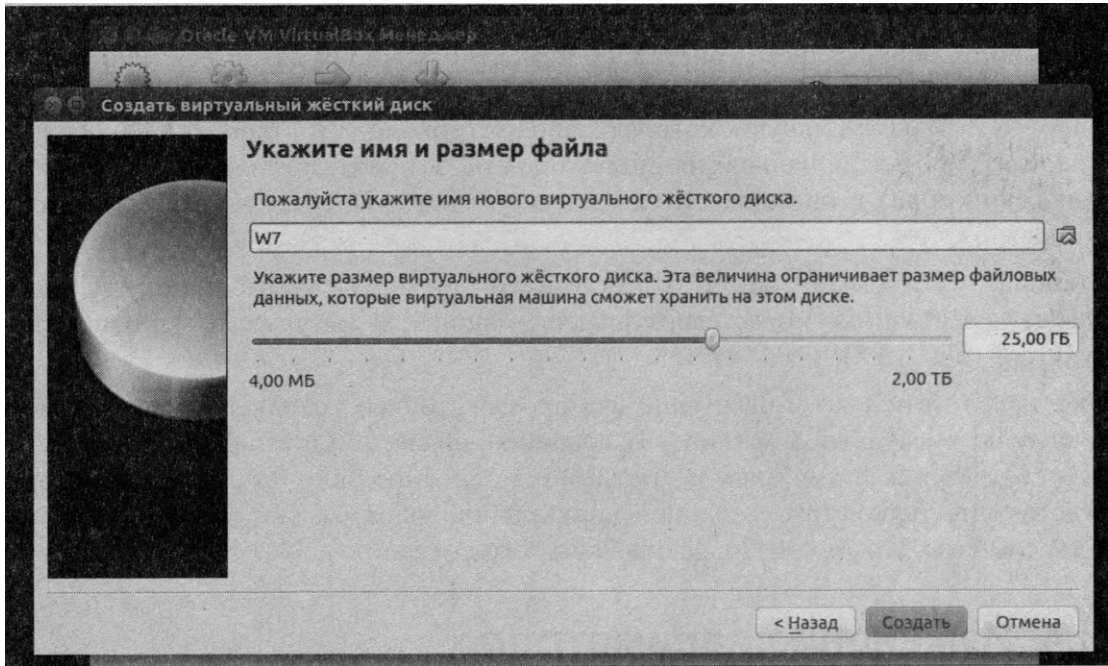 Oracle VM VirtualBox Менеджер
Создать виртуальный жёсткий диск
Укажите имя и размер файла
Пожалуйста укажите имя нового виртуального жёсткого диска.
W7
Укажите размер виртуального жёсткого диска. Эта величина ограничивает размер файловых
данных, которые виртуальная машина сможет хранить на этом диске.
25,00 ГБ
4,00 МБ
2,00 ТБ
< Назад
Создать
Отмена